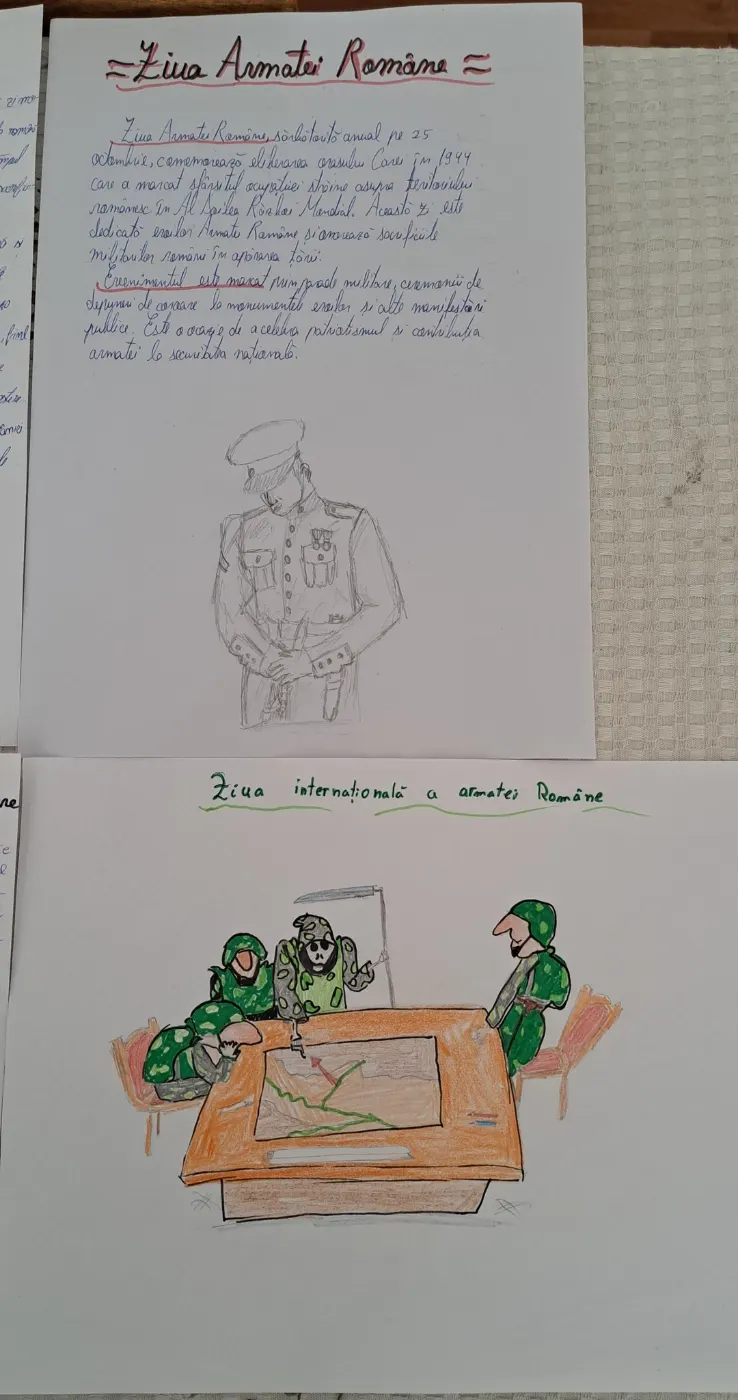 =Ziua Armatei Române=
Ziua Armatei Române, sărbătorită anual pe 25
octombrie, comemorează eliberarea orașului Carei în 1944
care a marcat sfârșitul ocupației străine asupra teritoriului
românesc în Al Doilea Război Mondial. Această zi este
dedicată eroilor Armatei Române și onorează sacrificiile
militarilor români în apărarea țării.
Evenimentul este marcat prin parade militare, ceremonii de
depuneri de coroane la monumentele eroilor și alte manifestări
publice. Este o ocazie de a celebra patriotismul și contribuția
armatei la securitatea națională.
Ziua internațională a armatei Române